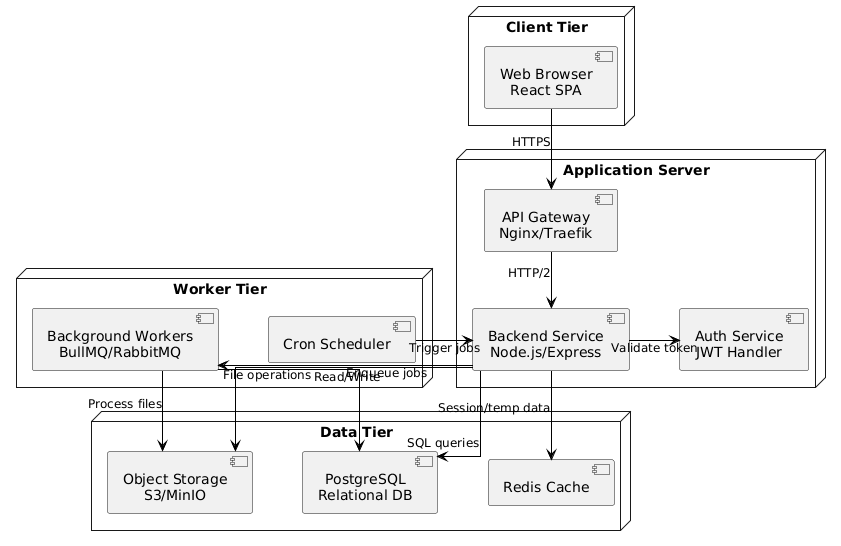 Client Tier
Web Browser
React SPA
HTTPS
Application Server
API Gateway
Nginx/Traefik
HTTP/2
Worker Tier
Background Workers
BullMQ/RabbitMQ
Cron Scheduler
Trigger jobs
Backend Service
Node.js/Express
Validate token
Auth Service
JWT Handler
File operations
Read/Write
Enqueue jobs
Process files
Session/temp data
Data Tier
SQL queries
Object Storage
S3/MinIO
PostgreSQL
Relational DB
Redis Cache